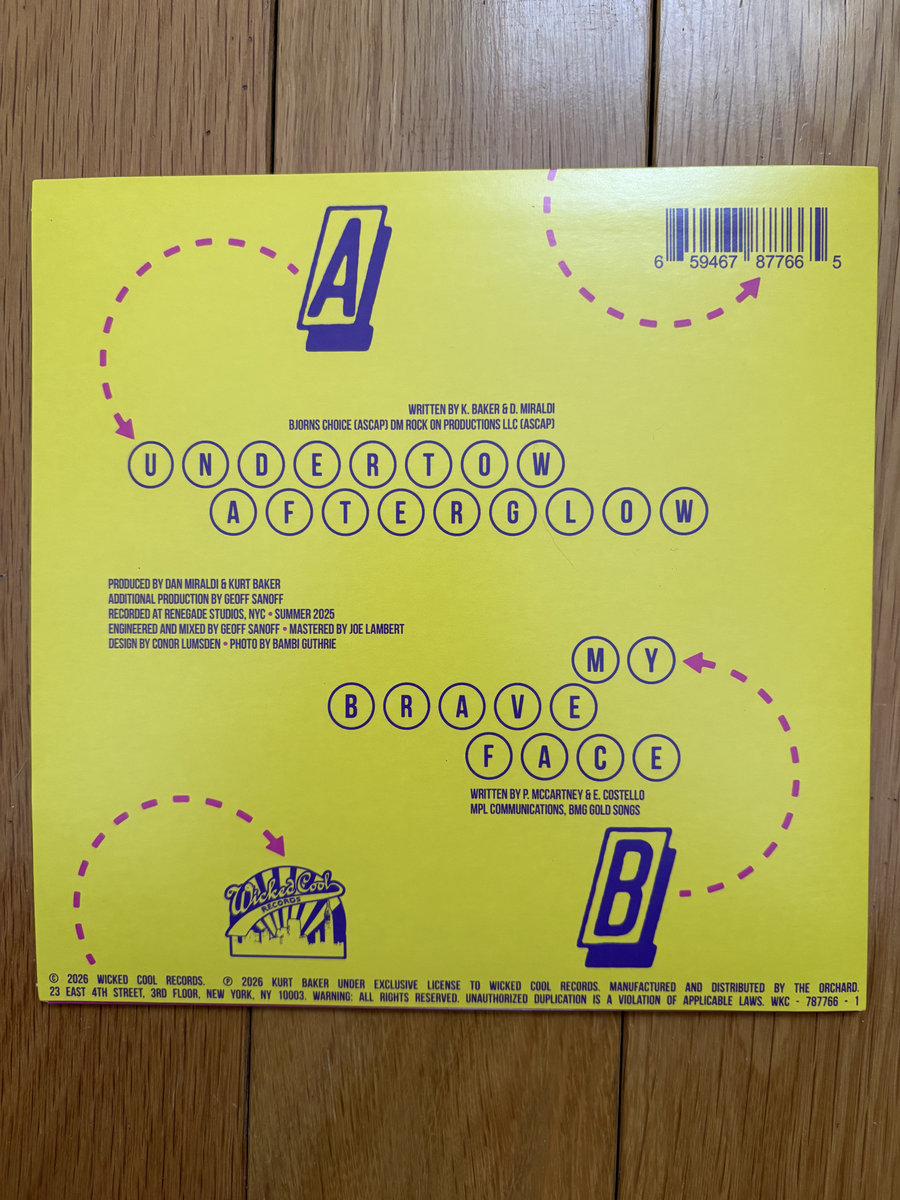 A
6 59467 87766 5
WRITTEN BY K. BAKER & D. MIRALDI
BJORNS CHOICE (ASCAP) DM ROCK ON PRODUCTIONS LLC (ASCAP)
UNDERTOW
AFTERGLOW
PRODUCED BY DAN MIRALDI & KURT BAKER
ADDITIONAL PRODUCTION BY GEOFF SANOFF
RECORDED AT RENEGADE STUDIOS, NYC • SUMMER 2025
ENGINEERED AND MIXED BY GEOFF SANOFF • MASTERED BY JOE LAMBERT
DESIGN BY CONOR LUMSDEN • PHOTO BY BAMBI GUTHRIE
MY
BRAVE
FACE
WRITTEN BY P. MCCARTNEY & E. COSTELLO
MPL COMMUNICATIONS, BMG GOLD SONGS
B
Wicked Cool
RECORDS
© 2026 WICKED COOL RECORDS. ℗ 2026 KURT BAKER UNDER EXCLUSIVE LICENSE TO WICKED COOL RECORDS. MANUFACTURED AND DISTRIBUTED BY THE ORCHARD.
23 EAST 4TH STREET, 3RD FLOOR, NEW YORK, NY 10003. WARNING: ALL RIGHTS RESERVED. UNAUTHORIZED DUPLICATION IS A VIOLATION OF APPLICABLE LAWS. WKC - 787766 - 1